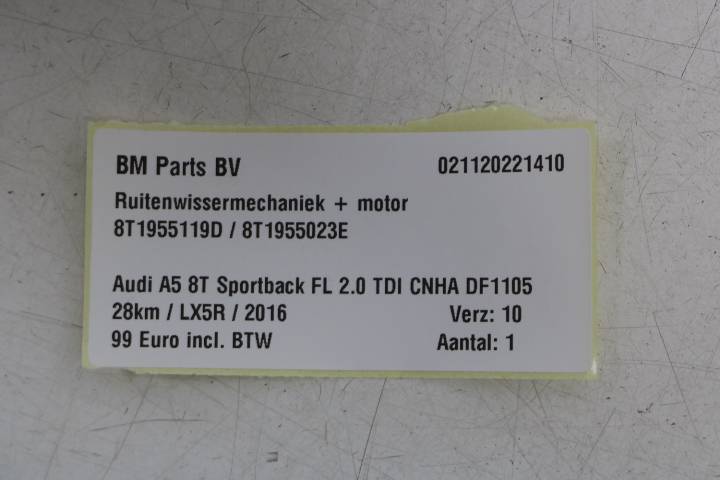 BM Parts BV 021120221410
Ruitenwissermechaniek + motor
8T1955119D / 8T1955023E
Audi A5 8T Sportback FL 2.0 TDI CNHA DF1105
28km / LX5R / 2016 Verz: 10
99 Euro incl. BTW Aantal: 1